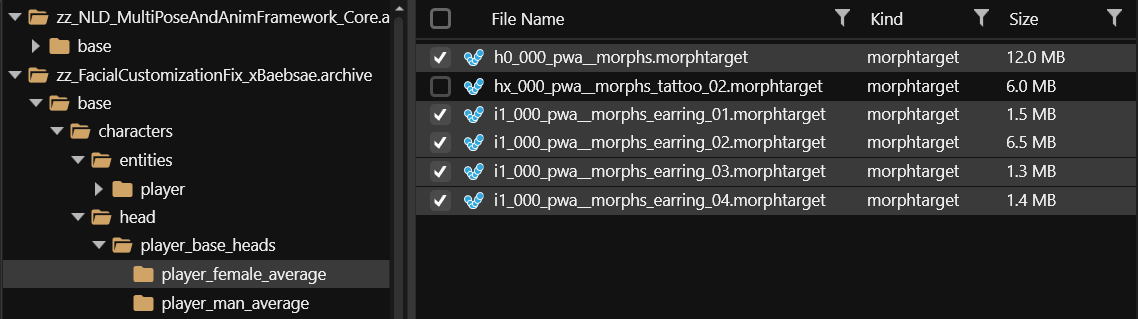 zz_NLD_MultiPoseAndAnimFramework_Core.a
base
zz_FacialCustomizationFix_xBaebsae.archive
base
characters
entities
player
head
player_base_heads
player_female_average
player_man_average
File Name Kind Size
h0_000_pwa__morphs.morphtarget morphtarget 12.0 MB
hx_000_pwa__morphs_tattoo_02.morphtarget morphtarget 6.0 MB
i1_000_pwa__morphs_earring_01.morphtarget morphtarget 1.5 MB
i1_000_pwa__morphs_earring_02.morphtarget morphtarget 6.5 MB
i1_000_pwa__morphs_earring_03.morphtarget morphtarget 1.3 MB
i1_000_pwa__morphs_earring_04.morphtarget morphtarget 1.4 MB